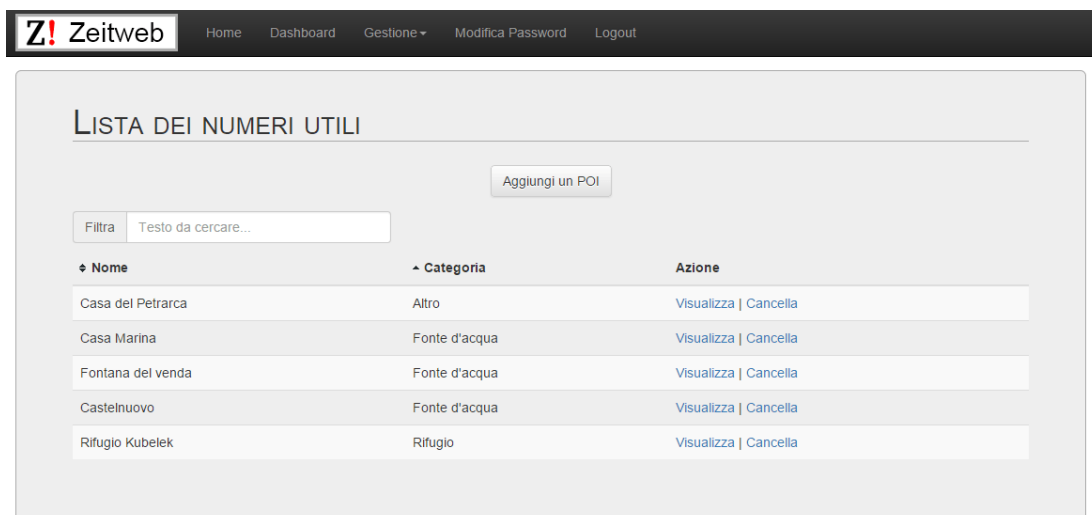 Z! Zeitweb Home Dashboard Gestione Modifica Password Logout
LISTA DEI NUMERI UTILI
Aggiungi un POI
Filtra Testo da cercare...
Nome Categoria Azione
Casa del Petrarca Altro Visualizza | Cancella
Casa Marina Fonte d'acqua Visualizza | Cancella
Fontana del venda Fonte d'acqua Visualizza | Cancella
Castelnuovo Fonte d'acqua Visualizza | Cancella
Rifugio Kubelek Rifugio Visualizza | Cancella